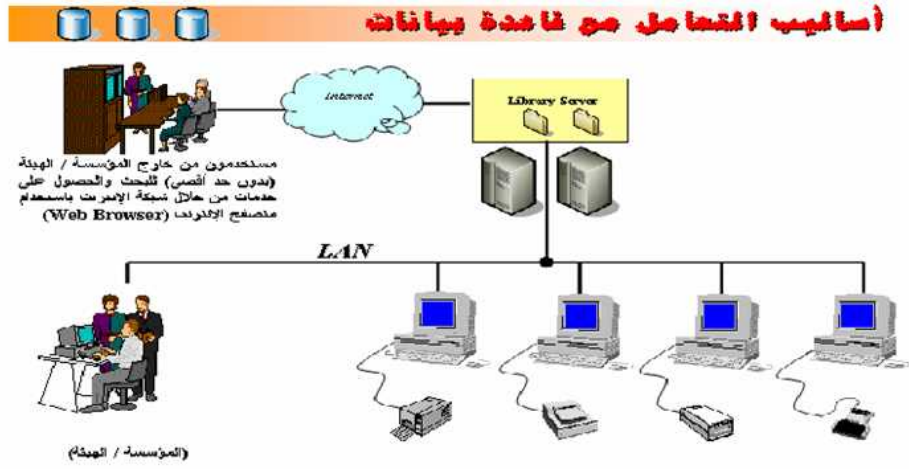 أساليب التعامل مع قاعدة بيانات
Internet
Library Server
مستخدمون من خارج المؤسسة / الهيئة
(بدون حد أقصى) للبحث والحصول على
خدمات من خلال شبكة الإنترنت باستخدام
متصفح الإنترنت (Web Browser)
LAN
(المؤسسة / الهيئة)